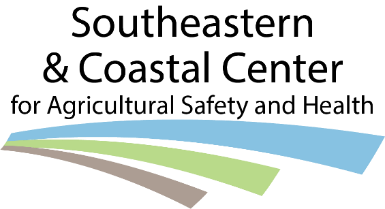 Southeastern
& Coastal Center
for Agricultural Safety and Health